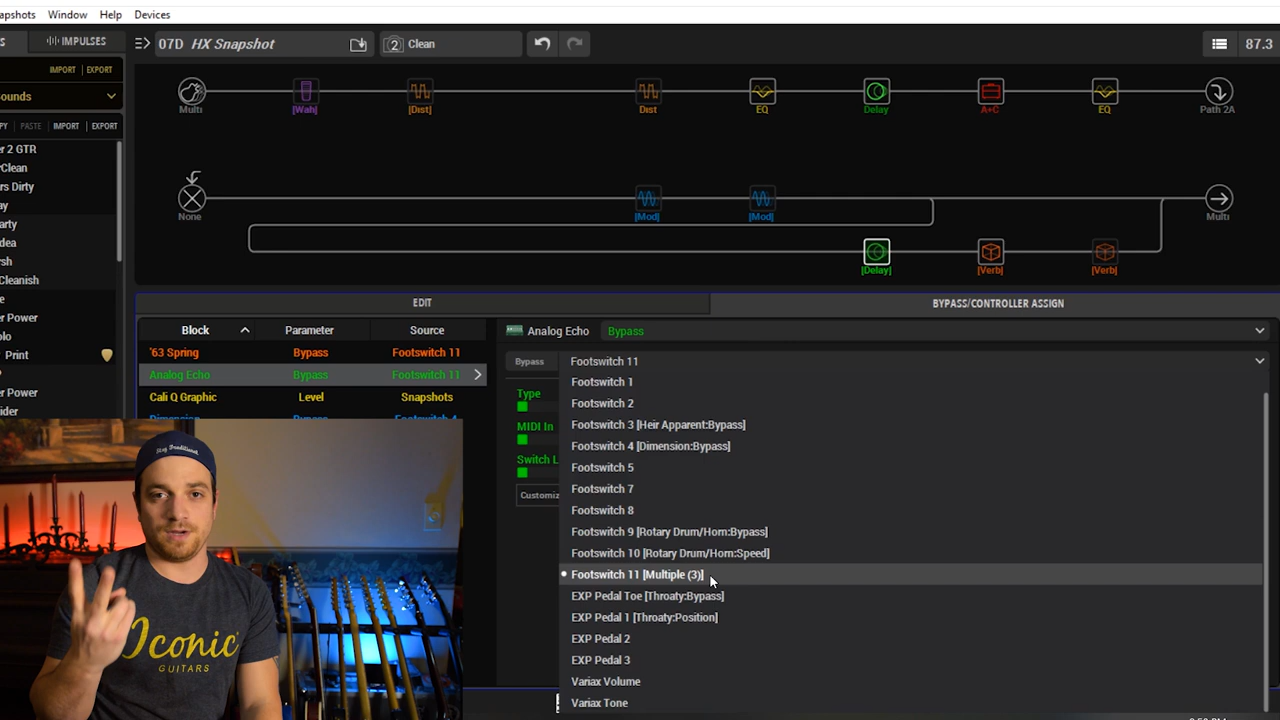 apshots Window Help Devices
S IMPULSES 07D HX Snapshot 2 Clean 87.3
IMPORT EXPORT
ounds
PY PASTE IMPORT EXPORT
Multi [Wah] [Dist] Dist EQ Delay A+C EQ Path 2A
None [Mod] [Mod] Multi
[Delay] [Verb] [Verb]
r 2 GTR
rClean
rs Dirty
ay
arty
dea
rsh
Cleanish
e
r Power
olo
Print
?
r Power
ider
r Power
EDIT BYPASS/CONTROLLER ASSIGN
Block Parameter Source
'63 Spring Bypass Footswitch 11
Analog Echo Bypass Footswitch 11
Cali Q Graphic Level Snapshots
Analog Echo Bypass
Bypass Footswitch 11
Type
MIDI In
Switch L
Customiz
Footswitch 1
Footswitch 2
Footswitch 3 [Heir Apparent:Bypass]
Footswitch 4 [Dimension:Bypass]
Footswitch 5
Footswitch 7
Footswitch 8
Footswitch 9 [Rotary Drum/Horn:Bypass]
Footswitch 10 [Rotary Drum/Horn:Speed]
Footswitch 11 [Multiple (3)]
EXP Pedal Toe [Throaty:Bypass]
EXP Pedal 1 [Throaty:Position]
EXP Pedal 2
EXP Pedal 3
Variax Volume
Variax Tone
Iconic
GUITARS